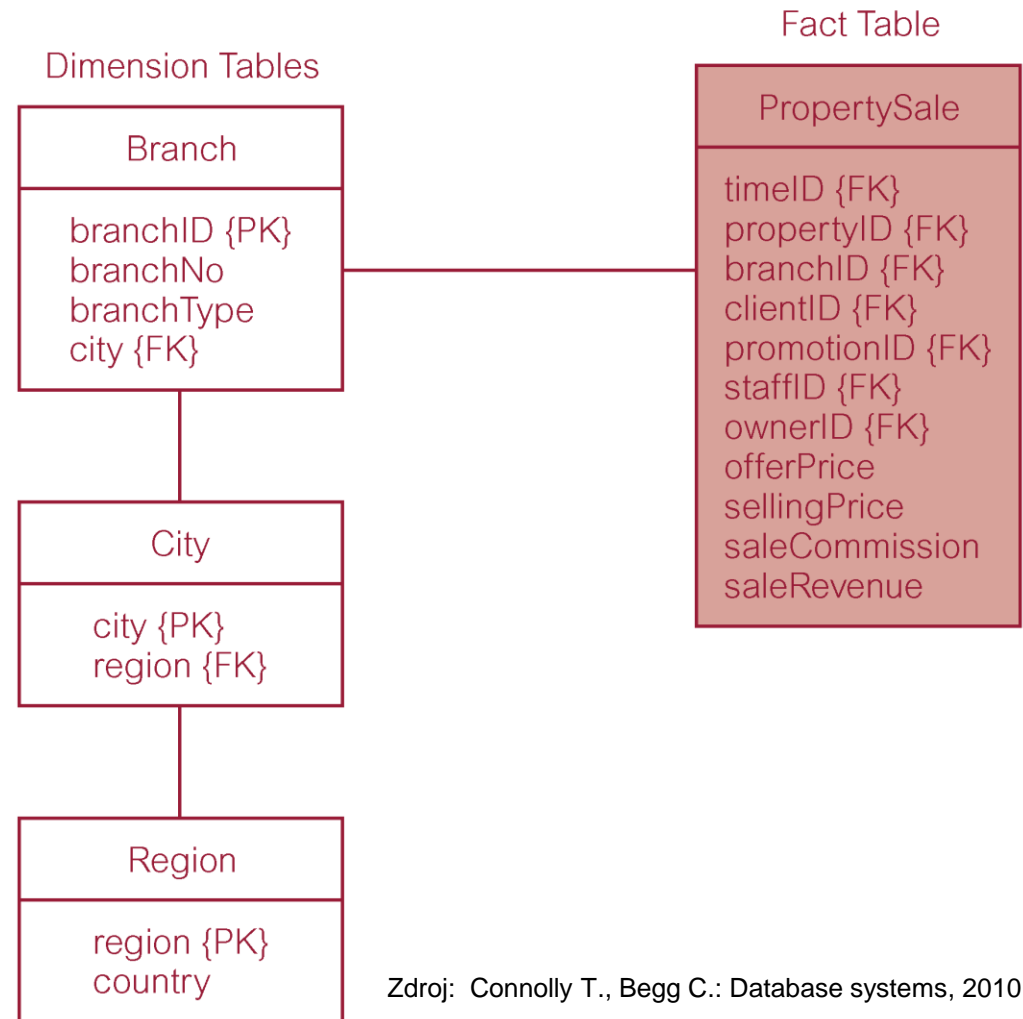 Dimension Tables
Branch
branchID {PK}
branchNo
branchType
city {FK}
City
city {PK}
region {FK}
Region
region {PK}
country
Fact Table
PropertySale
timeID {FK}
propertyID {FK}
branchID {FK}
clientID {FK}
promotionID {FK}
staffID {FK}
ownerID {FK}
offerPrice
sellingPrice
saleCommission
saleRevenue
Zdroj: Connolly T., Begg C.: Database systems, 2010